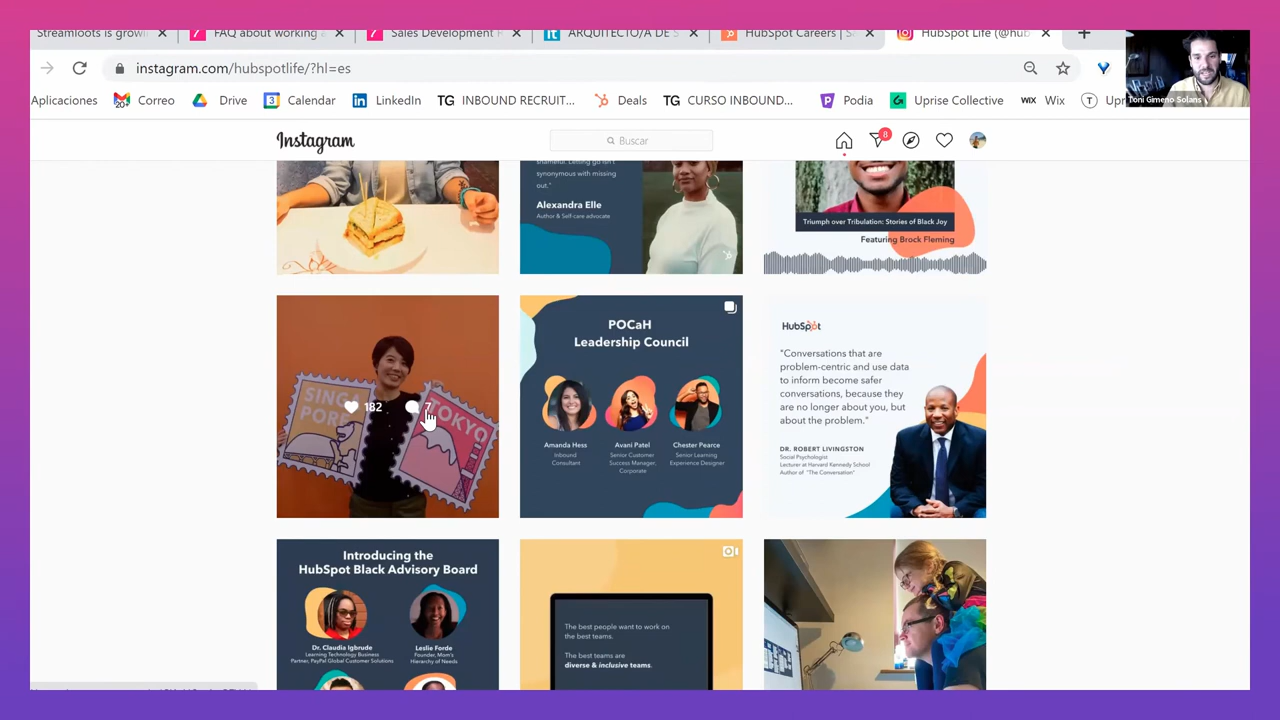 Streamloots is growi
FAQ about working a
Sales Development
ARQUITECTO/A DE S
HubSpot Careers | S
HubSpot Life (@hub
instagram.com/hubspotlife/?hl=es
Toni Gimeno Solans
Aplicaciones
20+
Correo
Drive
3
Calendar
LinkedIn
TG INBOUND RECRUIT...
Deals
TG CURSO INBOUND...
Podia
Uprise Collective
WIX Wix
T
Instagram
Buscar
8
synonymous with missing
out."
Alexandra Elle
Author & Self-care advocate
Triumph over Tribulation: Stories of Black Joy
Featuring Brock Fleming
SINGA
PORE
TOKYO
182
7
POCaH
Leadership Council
Amanda Hess
Inbound
Consultant
Avani Patel
Senior Customer
Success Manager,
Corporate
Chester Pearce
Senior Learning
Experience Designer
HubSpot
"Conversations that are
problem-centric and use data
to inform become safer
conversations, because they
are no longer about you, but
about the problem."
DR. ROBERT LIVINGSTON
Social Psychologist
Lecturer at Harvard Kennedy School
Author of "The Conversation"
Introducing the
HubSpot Black Advisory Board
Dr. Claudia Igbrude
Learning Technology Business
Partner, PayPal Global Customer Solutions
Leslie Forde
Founder, Mom's
Hierarchy of Needs
The best people want to work on
the best teams.
The best teams are
diverse & inclusive teams.